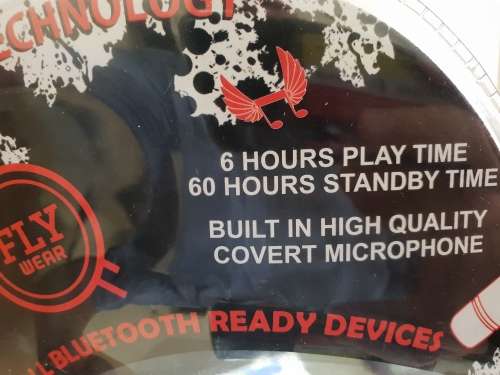 TECHNOLOGY
6 HOURS PLAY TIME
60 HOURS STANDBY TIME
BUILT IN HIGH QUALITY
COVERT MICROPHONE
FLY
WEAR
BLUETOOTH READY DEVICES